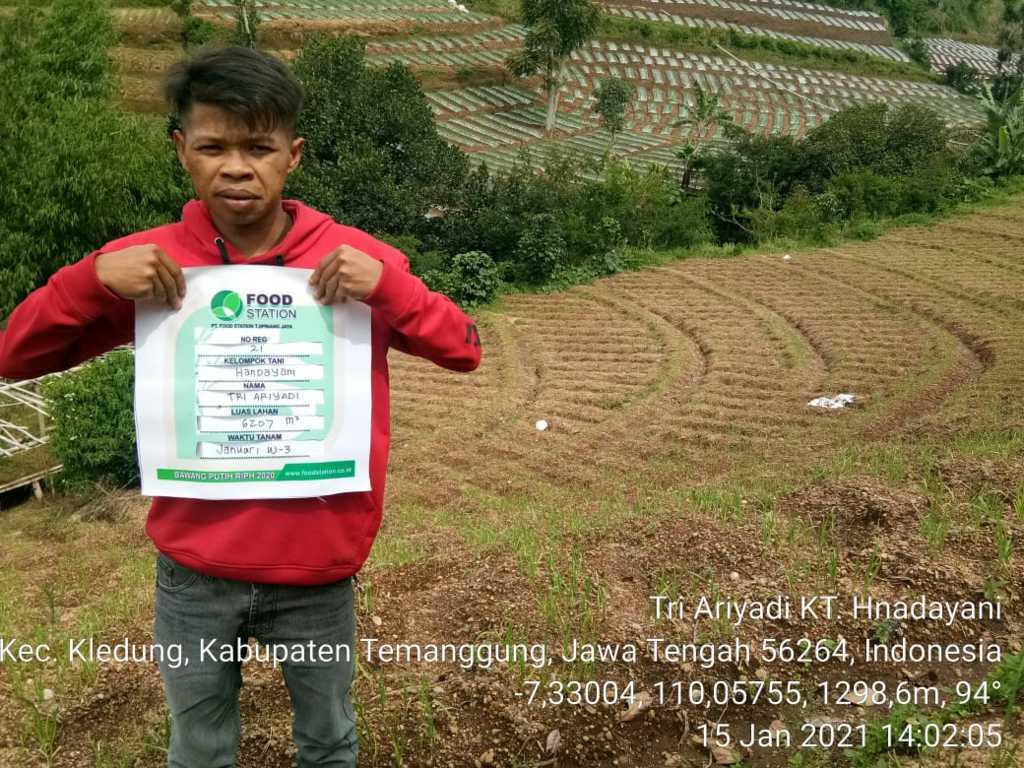 FOOD
STATION
PT. FOOD STATION TJIPINANG JAYA
NO REG
21
KELOMPOK TANI
Handayani
NAMA
TRI ARIYADI
LUAS LAHAN
6207 m²
WAKTU TANAM
Januari W-3
BAWANG PUTIH RIPH 2020 www.foodstation.co.id
Tri Ariyadi KT. Hnadayani
Kec. Kledung, Kabupaten Temanggung, Jawa Tengah 56264, Indonesia
-7,33004, 110,05755, 1298,6m, 94°
15 Jan 2021 14:02:05